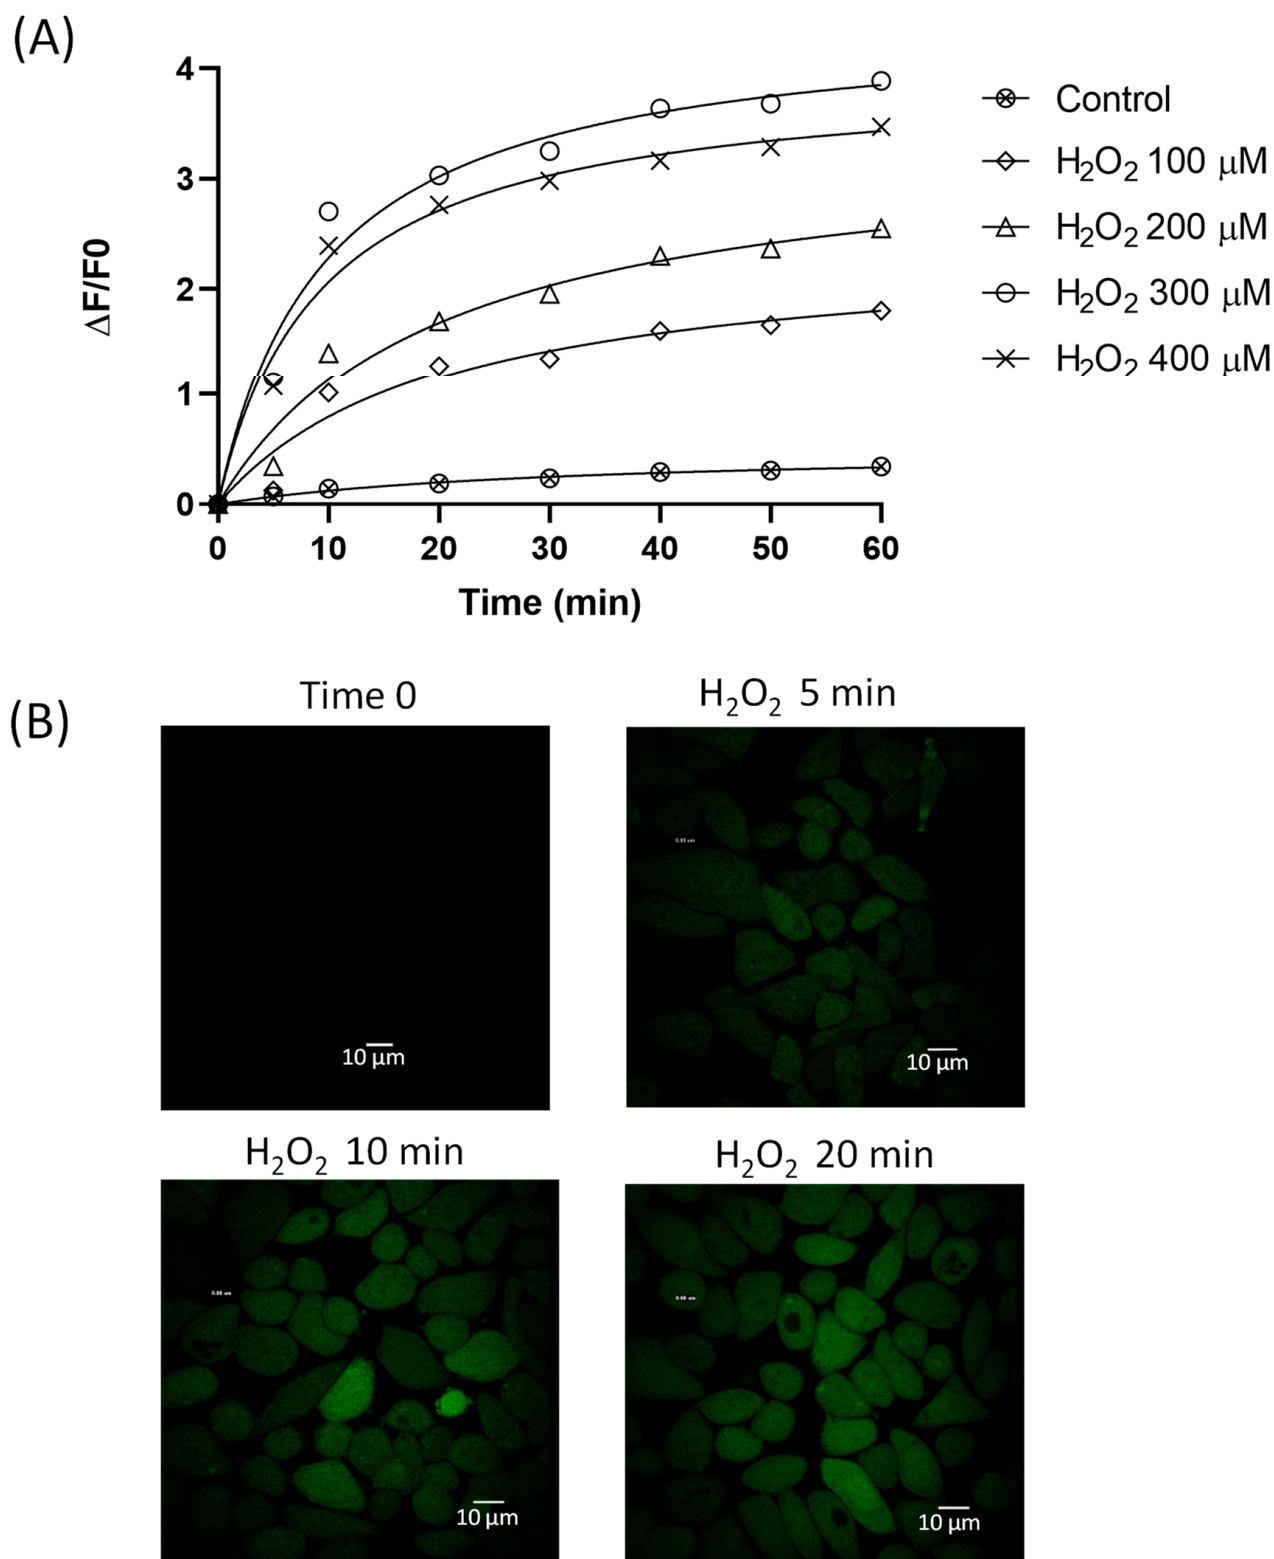 (A)
4
3
2
1
0
ΔF/F0
0 10 20 30 40 50 60
Time (min)
Control
H₂O₂ 100 μM
H₂O₂ 200 μM
H₂O₂ 300 μM
H₂O₂ 400 μM
(B)
Time 0
H₂O₂ 5 min
10 μm
10 μm
H₂O₂ 10 min
H₂O₂ 20 min
10 μm
10 μm